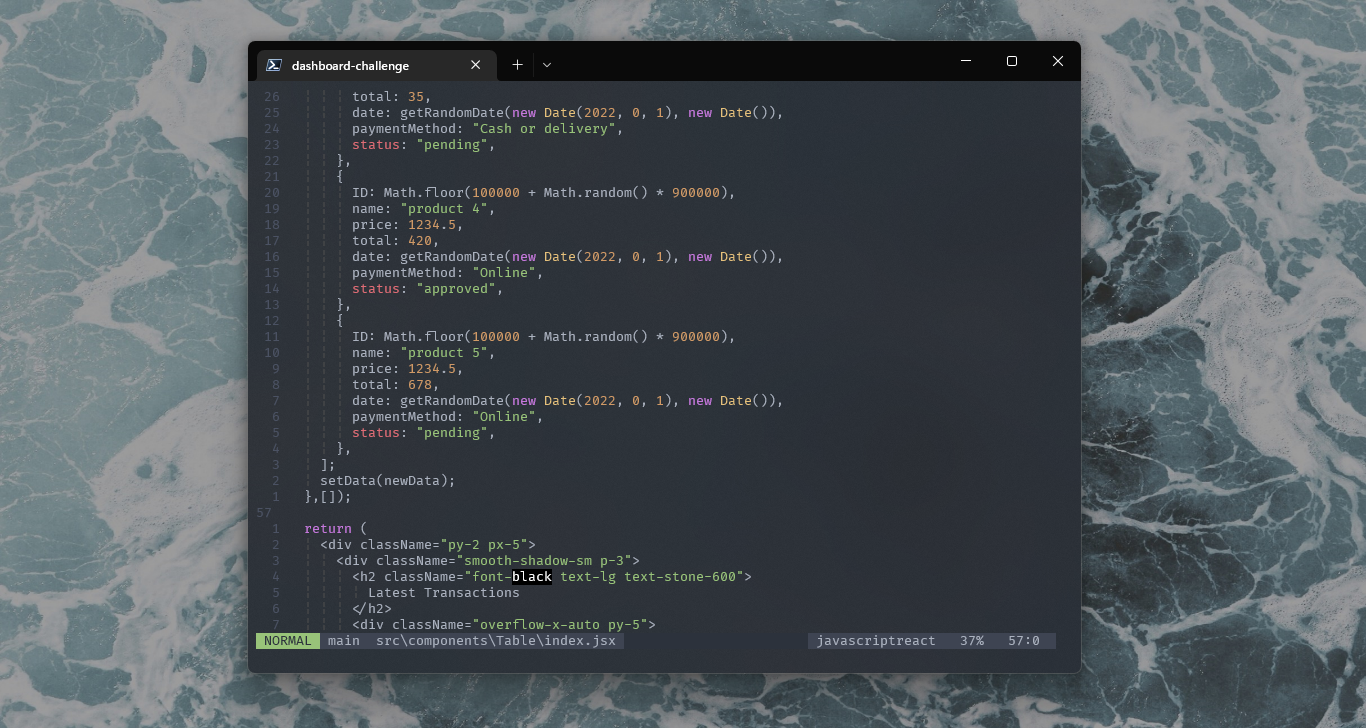 dashboard-challenge
26 total: 35,
25 date: getRandomDate(new Date(2022, 0, 1), new Date()),
24 paymentMethod: "Cash or delivery",
23 status: "pending",
22 },
21 {
20 ID: Math.floor(100000 + Math.random() * 900000),
19 name: "product 4",
18 price: 1234.5,
17 total: 420,
16 date: getRandomDate(new Date(2022, 0, 1), new Date()),
15 paymentMethod: "Online",
14 status: "approved",
13 },
12 {
11 ID: Math.floor(100000 + Math.random() * 900000),
10 name: "product 5",
9 price: 1234.5,
8 total: 678,
7 date: getRandomDate(new Date(2022, 0, 1), new Date()),
6 paymentMethod: "Online",
5 status: "pending",
4 },
3 ];
2 setData(newData);
1 },[]);
57
1 return (
2 <div className="py-2 px-5">
3 <div className="smooth-shadow-sm p-3">
4 <h2 className="font-black text-lg text-stone-600">
5 Latest Transactions
6 </h2>
7 <div className="overflow-x-auto py-5">
NORMAL main src\components\Table\index.jsx javascriptreact 37% 57:0